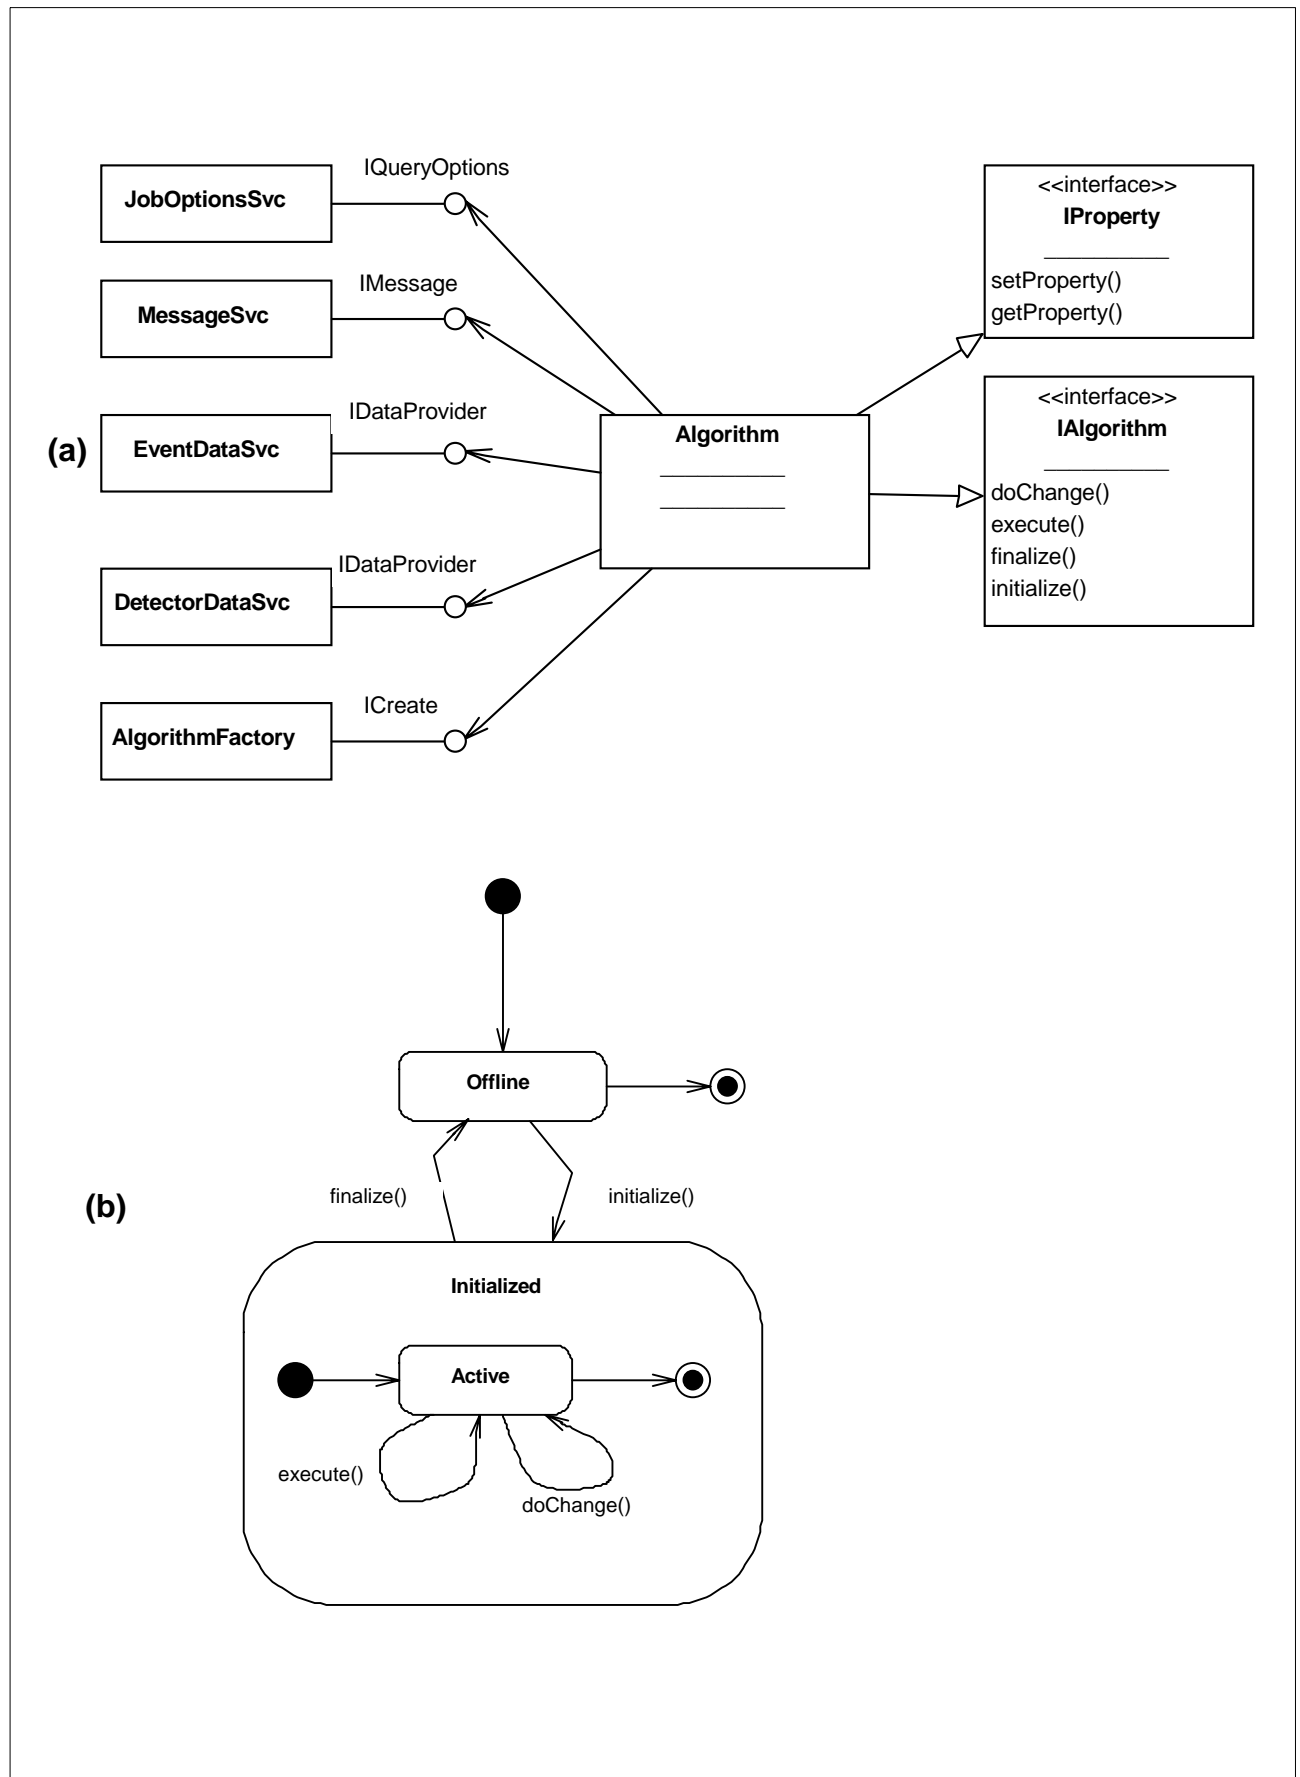 IQueryOptions
JobOptionsSvc
<<interface>>
IProperty
setProperty()
getProperty()
IMessage
MessageSvc
<<interface>>
IAlgorithm
doChange()
execute()
finalize()
initialize()
IDataProvider
(a)
EventDataSvc
Algorithm
IDataProvider
DetectorDataSvc
ICreate
AlgorithmFactory
Offline
(b)
finalize()
initialize()
Initialized
Active
execute()
doChange()